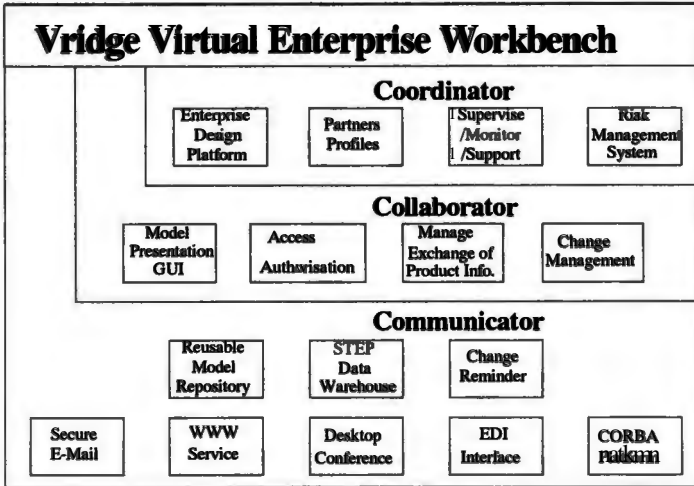 Vridge Virtual Enterprise Workbench
Coordinator
Enterprise
Design
Platform
Partners
Profiles
Supervise
/Monitor
/Support
Risk
Management
System
Collaborator
Model
Presentation
GUI
Access
Authorisation
Manage
Exchange of
Product Info.
Change
Management
Communicator
Reusable
Model
Repository
STEP
Data
Warehouse
Change
Reminder
Secure
E-Mail
WWW
Service
Desktop
Conference
EDI
Interface
CORBA